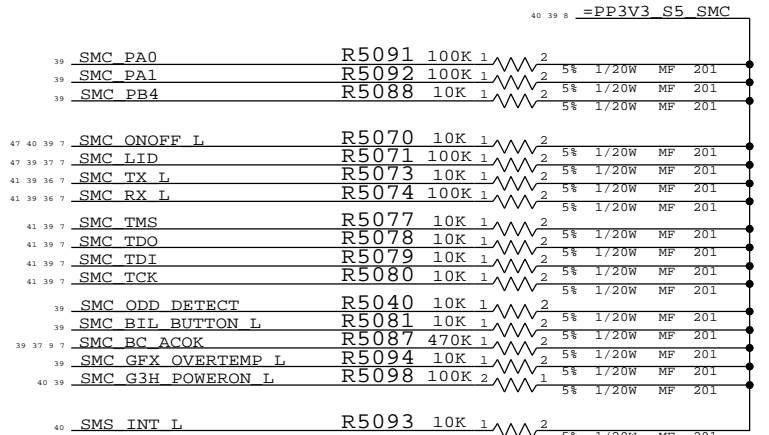 40 39 8 =PP3V3_S5_SMC
39 SMC_PA0 R5091 100K 1 2 5% 1/20W MF 201
39 SMC_PA1 R5092 100K 1 2 5% 1/20W MF 201
39 SMC_PB4 R5088 10K 1 2 5% 1/20W MF 201
47 40 39 7 SMC_ONOFF_L R5070 10K 1 2 5% 1/20W MF 201
47 39 37 7 SMC_LID R5071 100K 1 2 5% 1/20W MF 201
41 39 36 7 SMC_TX_L R5073 10K 1 2 5% 1/20W MF 201
41 39 36 7 SMC_RX_L R5074 100K 1 2 5% 1/20W MF 201
41 39 7 SMC_TMS R5077 10K 1 2 5% 1/20W MF 201
41 39 7 SMC_TDO R5078 10K 1 2 5% 1/20W MF 201
41 39 7 SMC_TDI R5079 10K 1 2 5% 1/20W MF 201
41 39 7 SMC_TCK R5080 10K 1 2 5% 1/20W MF 201
39 SMC_ODD_DETECT R5040 10K 1 2 5% 1/20W MF 201
39 SMC_BIL_BUTTON_L R5081 10K 1 2 5% 1/20W MF 201
39 37 9 7 SMC_BC_ACOK R5087 470K 1 2 5% 1/20W MF 201
39 SMC_GFX_OVERTEMP_L R5094 10K 1 2 5% 1/20W MF 201
40 39 SMC_G3H_POWERON_L R5098 100K 2 1 5% 1/20W MF 201
40 SMS_INT_L R5093 10K 1 2 5% 1/20W MF 201